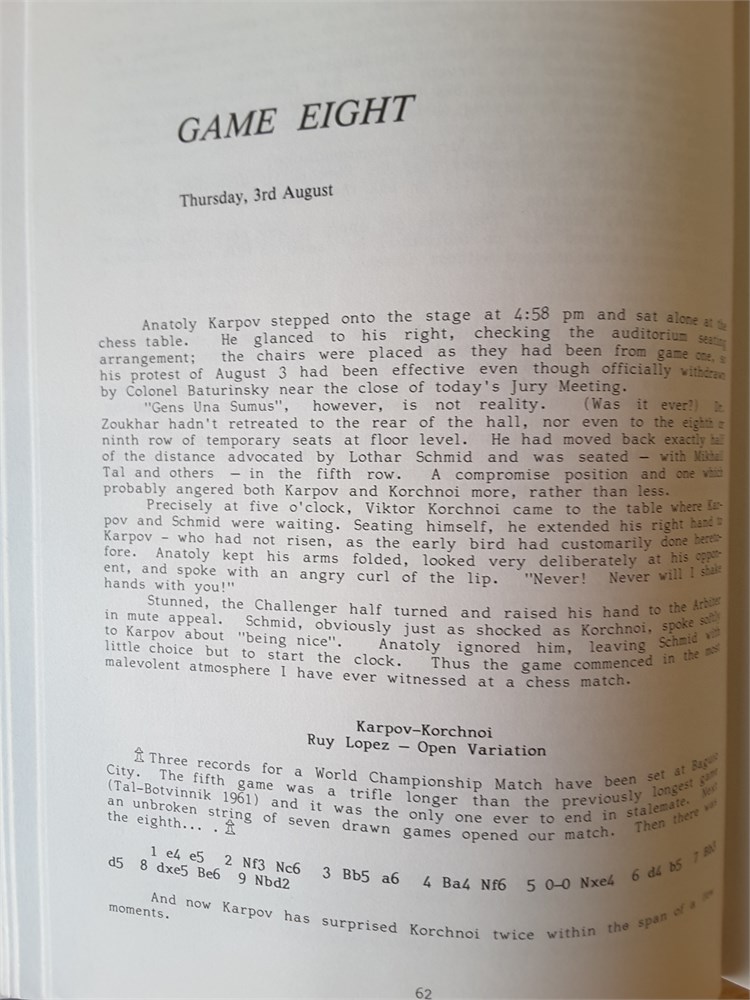 GAME EIGHT
Thursday, 3rd August
Anatoly Karpov stepped onto the stage at 4:58 pm and sat alone at the
chess table. He glanced to his right, checking the auditorium seating
arrangement; the chairs were placed as they had been from game one, as
his protest of August 3 had been effective even though officially withdrawn
by Colonel Baturinsky near the close of today's Jury Meeting.
"Gens Una Sumus", however, is not reality. (Was it ever?) Dr.
Zoukhar hadn't retreated to the rear of the hall, nor even to the eighth or
ninth row of temporary seats at floor level. He had moved back exactly half
of the distance advocated by Lothar Schmid and was seated — with Mikhail
Tal and others — in the fifth row. A compromise position and one which
probably angered both Karpov and Korchnoi more, rather than less.
Precisely at five o'clock, Viktor Korchnoi came to the table where Kar-
pov and Schmid were waiting. Seating himself, he extended his right hand to
Karpov - who had not risen, as the early bird had customarily done hereto-
fore. Anatoly kept his arms folded, looked very deliberately at his oppon-
ent, and spoke with an angry curl of the lip. "Never! Never will I shake
hands with you!"
Stunned, the Challenger half turned and raised his hand to the Arbiter
in mute appeal. Schmid, obviously just as shocked as Korchnoi, spoke softly
to Karpov about "being nice". Anatoly ignored him, leaving Schmid with
little choice but to start the clock. Thus the game commenced in the most
malevolent atmosphere I have ever witnessed at a chess match.
Karpov-Korchnoi
Ruy Lopez — Open Variation
Three records for a World Championship Match have been set at Baguio
City. The fifth game was a trifle longer than the previously longest game
(Tal-Botvinnik 1961) and it was the only one ever to end in stalemate. Next
an unbroken string of seven drawn games opened our match. Then there was
the eighth... .
1 e4 e5 2 Nf3 Nc6 3 Bb5 a6 4 Ba4 Nf6 5 0-0 Nxe4 6 d4 b5 7 Bb3
d5 8 dxe5 Be6 9 Nbd2
And now Karpov has surprised Korchnoi twice within the span of a few
moments.
62